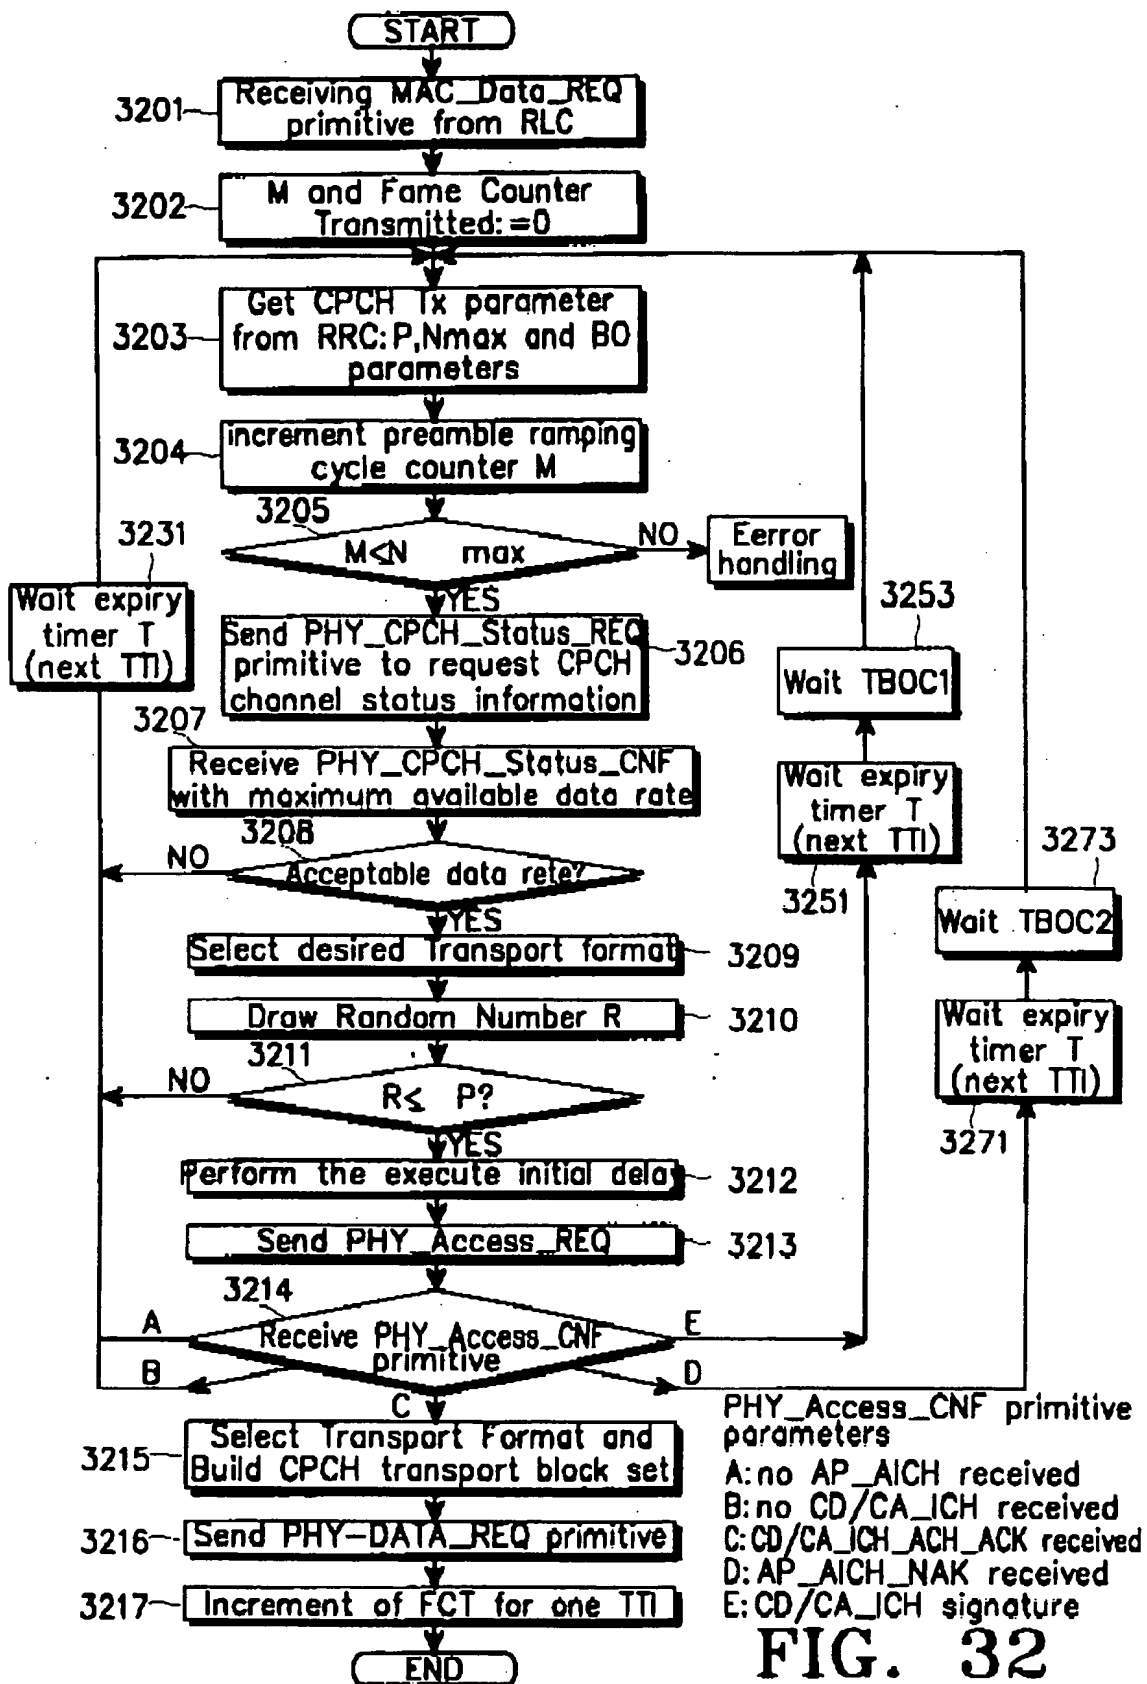 START
3201
Receiving MAC_Data_REQ
primitive from RLC
3202
M and Fame Counter
Transmitted:=0
3203
Get CPCH Tx parameter
from RRC:P,Nmax and BO
parameters
3204
increment preamble ramping
cycle counter M
3205
M≤N max
NO
Eerror
handling
YES
3231
Wait expiry
timer T
(next TTI)
Send PHY_CPCH_Status_REQ
primitive to request CPCH
channel status information
3206
3253
Wait TBOC1
3207
Receive PHY_CPCH_Status_CNF
with maximum available data rate
Wait expiry
timer T
(next TTI)
3251
3208
NO
Acceptable data rete?
YES
3273
Wait TBOC2
Select desired Transport format
3209
Draw Random Number R
3210
Wait expiry
timer T
(next TTI)
3271
3211
NO
R≤ P?
YES
Perform the execute initial delay
3212
Send PHY_Access_REQ
3213
3214
A
Receive PHY_Access_CNF
primitive
E
B
D
C
3215
Select Transport Format and
Build CPCH transport block set
3216
Send PHY-DATA_REQ primitive
3217
Increment of FCT for one TTI
END
PHY_Access_CNF primitive
parameters
A:no AP_AICH received
B:no CD/CA_ICH received
C:CD/CA_ICH_ACH_ACK received
D:AP_AICH_NAK received
E:CD/CA_ICH signature
FIG. 32